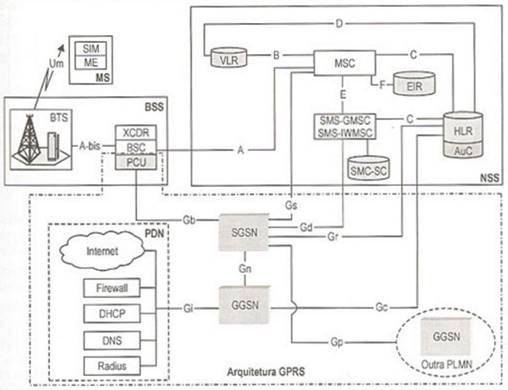 D
SIM
ME
MS
Um
VLR
B
MSC
C
F
EIR
E
BSS
BTS
XCDR
A-bis
BSC
A
PCU
SMS-GMSC
SMS-IWMSC
C
HLR
AuC
SMC-SC
NSS
Gs
Gb
SGSN
Gd
Gr
PDN
Internet
Gn
Firewall
DHCP
Gi
GGSN
Gc
DNS
Radius
Gp
GGSN
Outra PLMN
Arquitetura GPRS